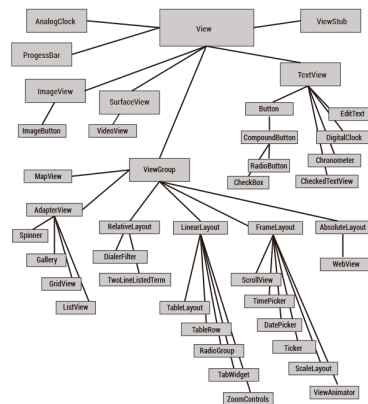 AnalogClock
View
ViewStub
ProgessBar
ImageView
SurfaceView
TextView
ImageButton
VideoView
Button
EditText
CompoundButton
DigitalClock
RadioButton
Chronometer
CheckBox
CheckedTextView
MapView
ViewGroup
AdapterView
RelativeLayout
LinearLayout
FrameLayout
AbsoluteLayout
Spinner
DialerFilter
WebView
Gallery
TwoLineListedTerm
ScrollView
GridView
TimePicker
ListView
TableLayout
DatePicker
TableRow
Ticker
RadioGroup
ScaleLayout
TabWidget
ViewAnimator
ZoomControls